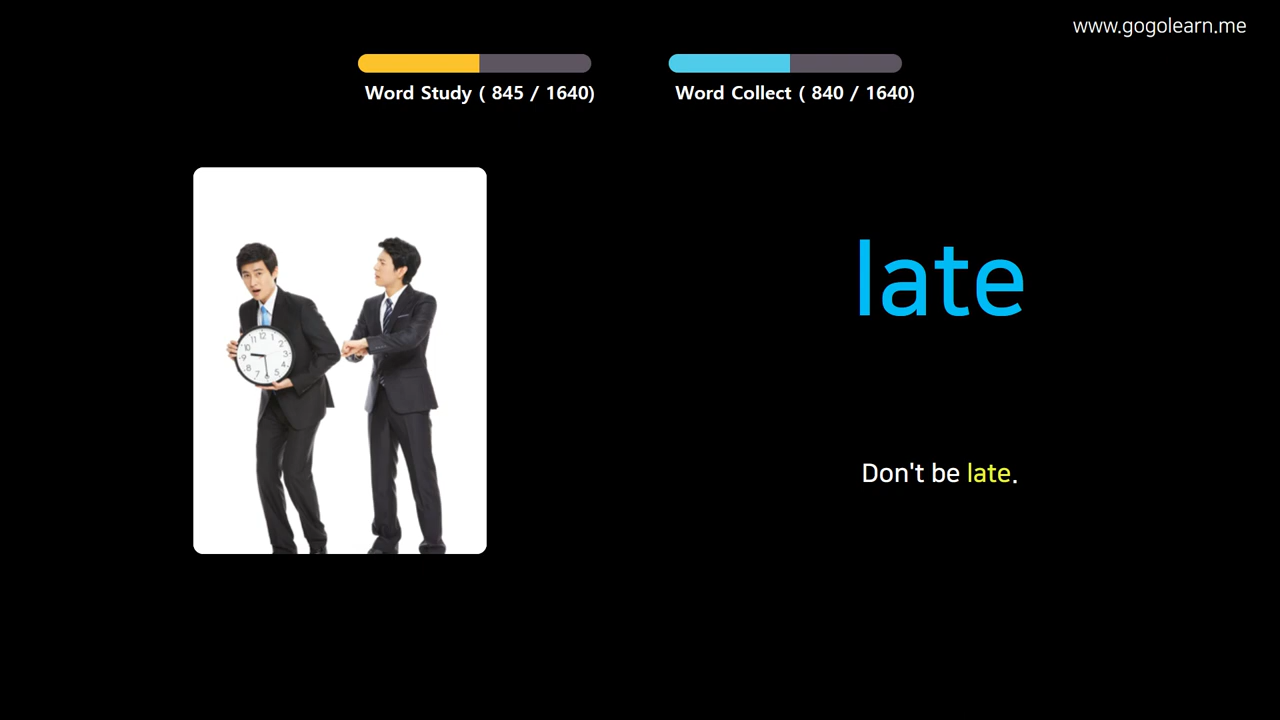 www.gogolearn.me
Word Study ( 845 / 1640)
Word Collect ( 840 / 1640)
late
Don't be late.